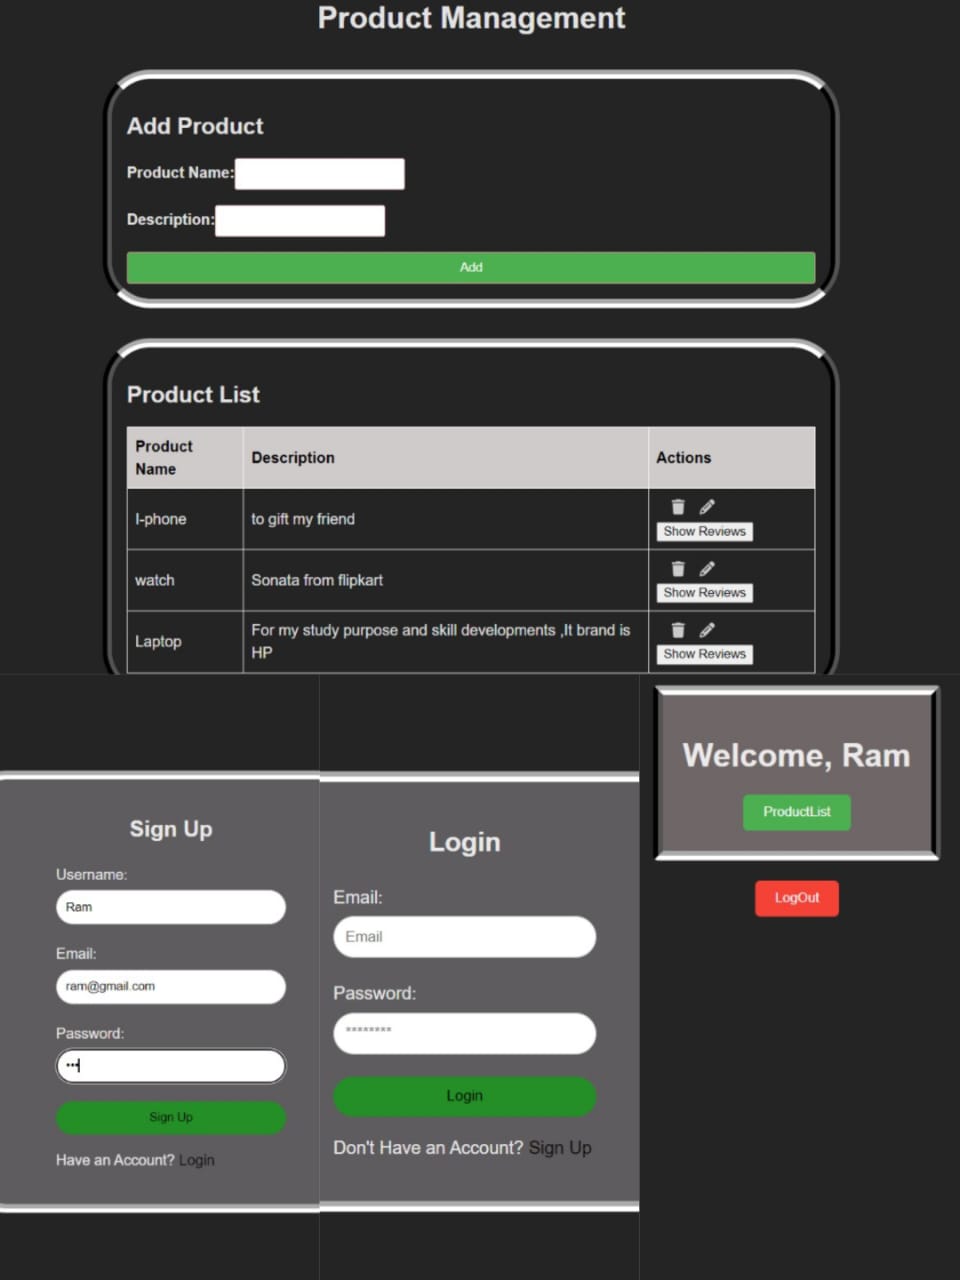 Product Management
Add Product
Product Name:
Description:
Add
Product List
Product Name
Description
Actions
I-phone
to gift my friend
Show Reviews
watch
Sonata from flipkart
Show Reviews
Laptop
For my study purpose and skill developments ,It brand is
HP
Show Reviews
Sign Up
Username:
Ram
Email:
ram@gmail.com
Password:
•••
Sign Up
Have an Account? Login
Login
Email:
Email
Password:
********
Login
Don't Have an Account? Sign Up
Welcome, Ram
ProductList
LogOut